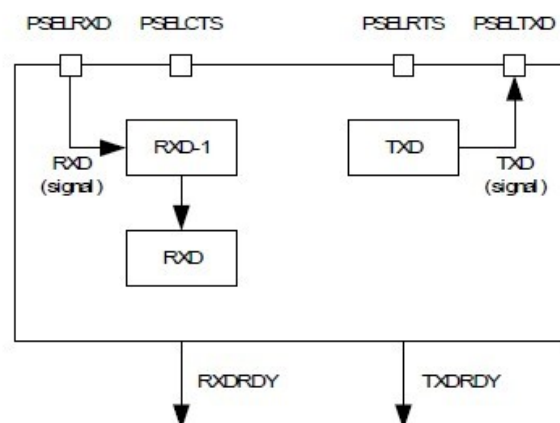 PSELRXD PSELCTS PSELRTS PSELTXD
RXD-1 TXD
RXD
(signal)
TXD
(signal)
RXD
RXDRDY TXDRDY